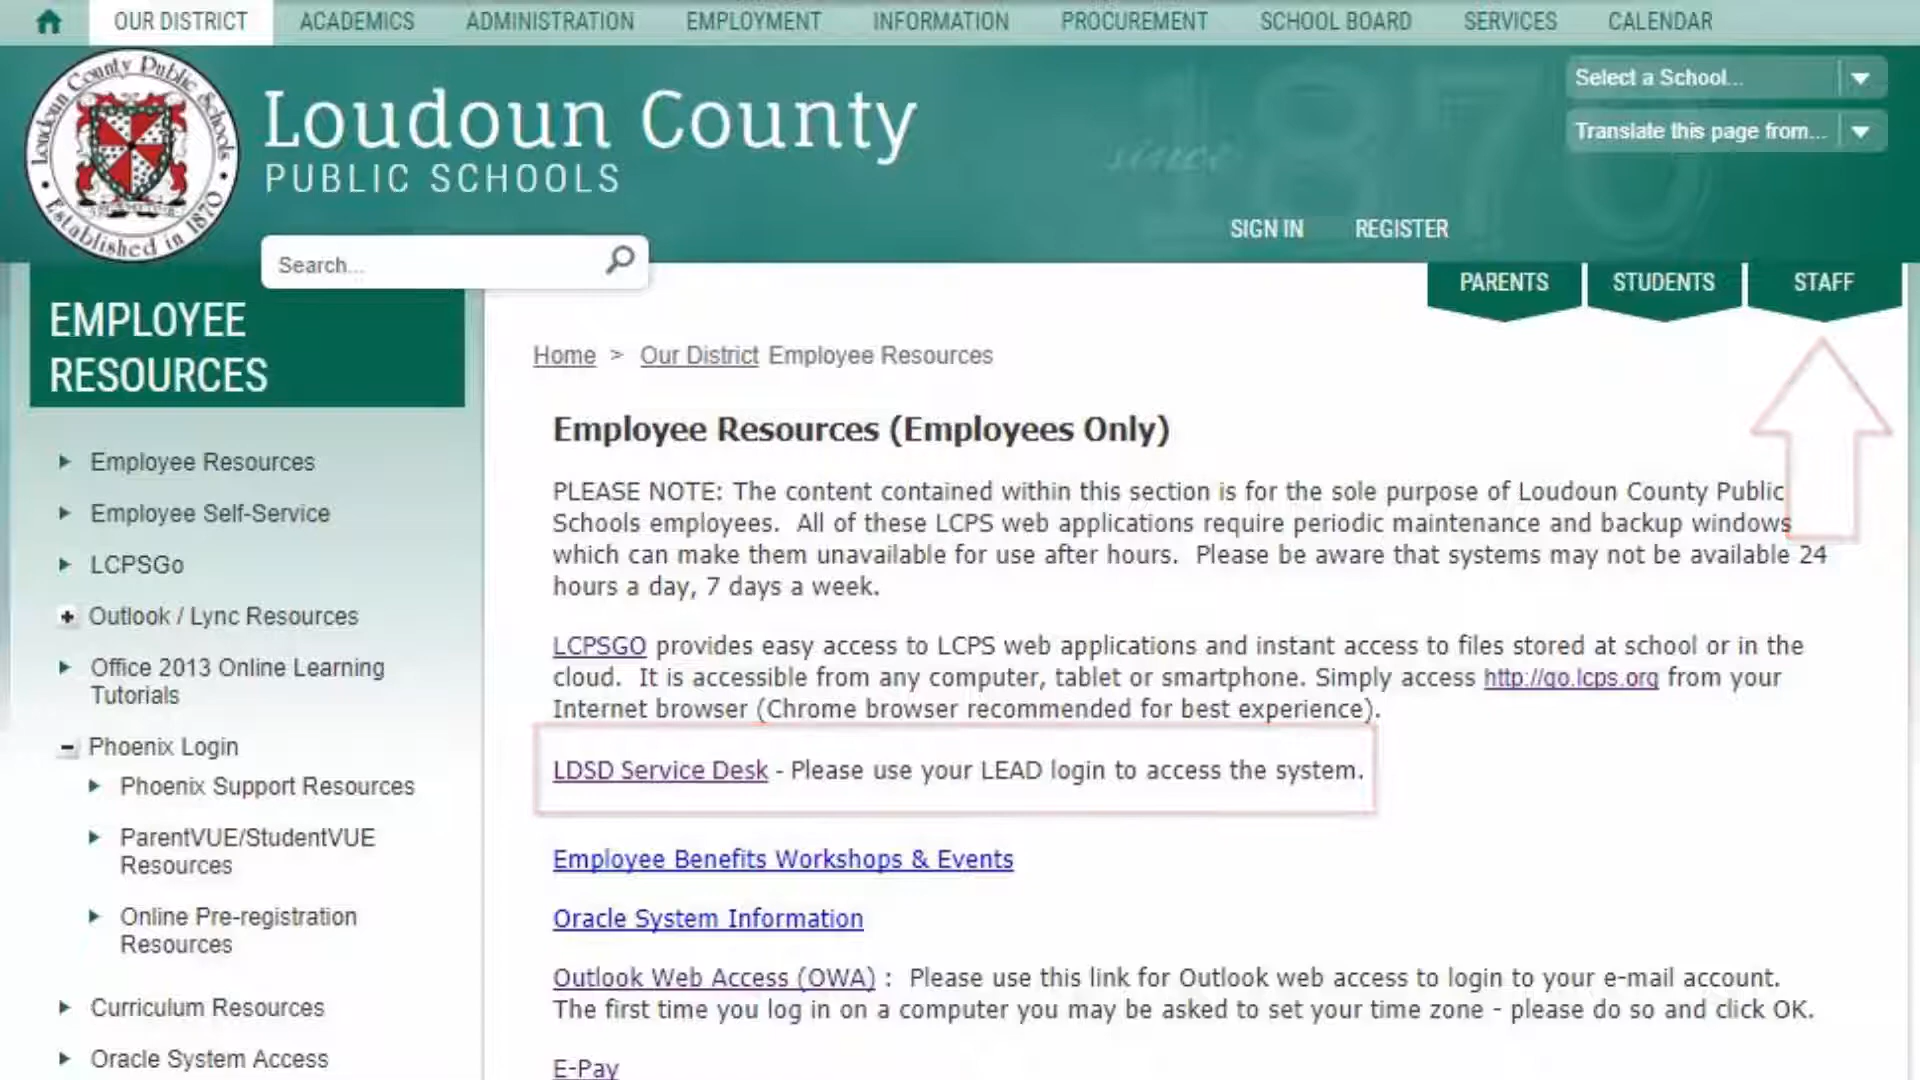 OUR DISTRICT ACADEMICS ADMINISTRATION EMPLOYMENT INFORMATION PROCUREMENT SCHOOL BOARD SERVICES CALENDAR
Loudoun County Public Schools
Established in 1870
Loudoun County
PUBLIC SCHOOLS
since 1870
Select a School...
Translate this page from...
SIGN IN REGISTER
Search...
PARENTS STUDENTS STAFF
EMPLOYEE
RESOURCES
Employee Resources
Employee Self-Service
LCPSGo
Outlook / Lync Resources
Office 2013 Online Learning
Tutorials
Phoenix Login
Phoenix Support Resources
ParentVUE/StudentVUE
Resources
Online Pre-registration
Resources
Curriculum Resources
Oracle System Access
Home > Our District Employee Resources
Employee Resources (Employees Only)
PLEASE NOTE: The content contained within this section is for the sole purpose of Loudoun County Public
Schools employees. All of these LCPS web applications require periodic maintenance and backup windows
which can make them unavailable for use after hours. Please be aware that systems may not be available 24
hours a day, 7 days a week.
LCPSGO provides easy access to LCPS web applications and instant access to files stored at school or in the
cloud. It is accessible from any computer, tablet or smartphone. Simply access http://go.lcps.org from your
Internet browser (Chrome browser recommended for best experience).
LDSD Service Desk - Please use your LEAD login to access the system.
Employee Benefits Workshops & Events
Oracle System Information
Outlook Web Access (OWA) : Please use this link for Outlook web access to login to your e-mail account.
The first time you log in on a computer you may be asked to set your time zone - please do so and click OK.
E-Pay